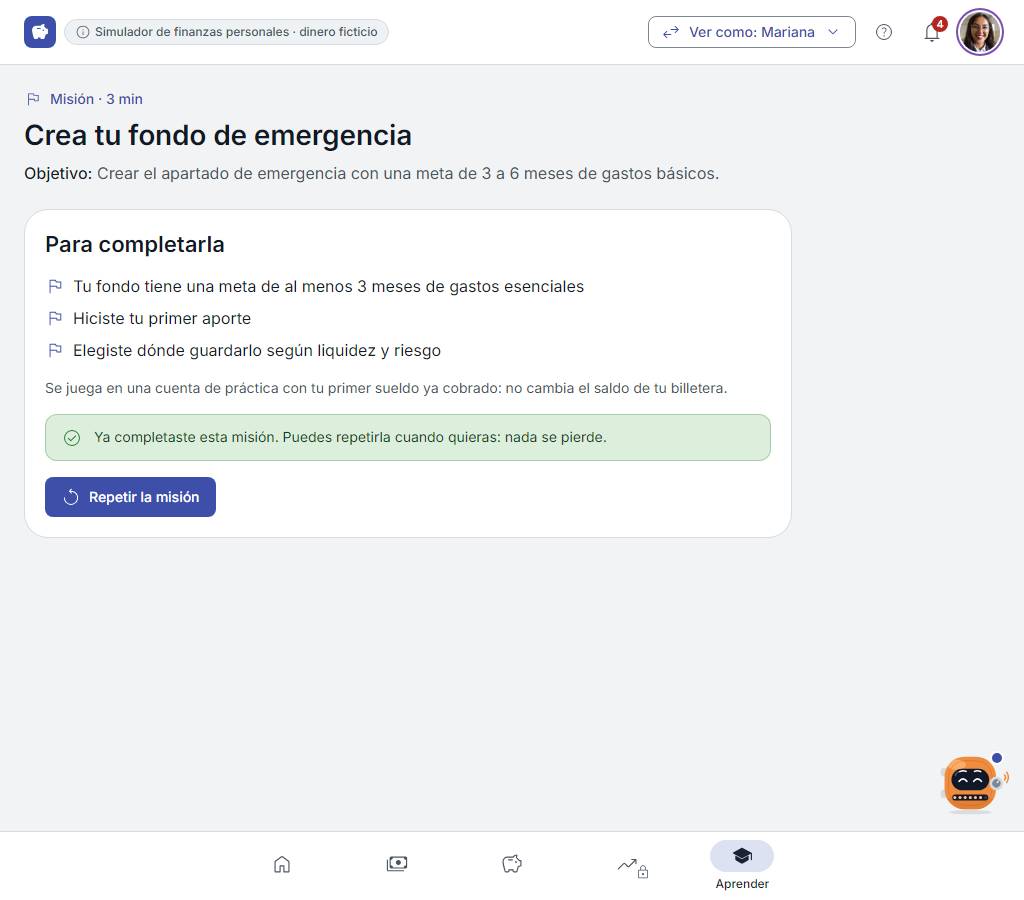 Simulador de finanzas personales · dinero ficticio
Ver como: Mariana
4
Misión · 3 min
Crea tu fondo de emergencia
Objetivo: Crear el apartado de emergencia con una meta de 3 a 6 meses de gastos básicos.
Para completarla
Tu fondo tiene una meta de al menos 3 meses de gastos esenciales
Hiciste tu primer aporte
Elegiste dónde guardarlo según liquidez y riesgo
Se juega en una cuenta de práctica con tu primer sueldo ya cobrado: no cambia el saldo de tu billetera.
Ya completaste esta misión. Puedes repetirla cuando quieras: nada se pierde.
Repetir la misión
Aprender